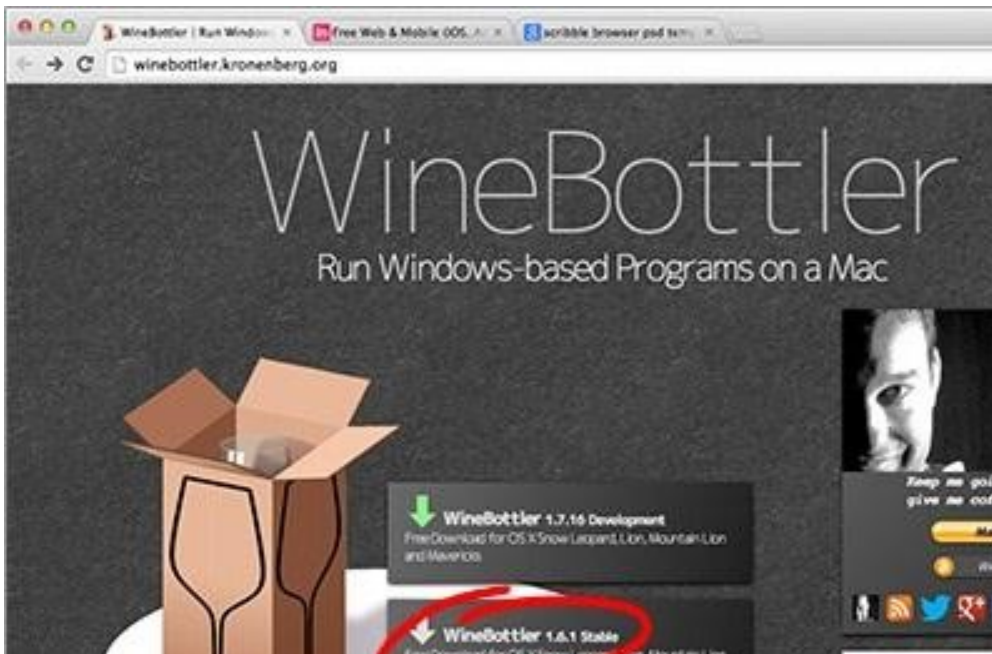 WineBottler | Run Window
Free Web & Mobile
scribble browser psd
winebottler.kronenberg.org
WineBottler
Run Windows-based Programs on a Mac
WineBottler 1.7.16 Development
Free Download for OS X Snow Leopard, Lion, Mountain Lion
and Mavericks
Keep me
give me
WineBottler 1.6.1 Stable